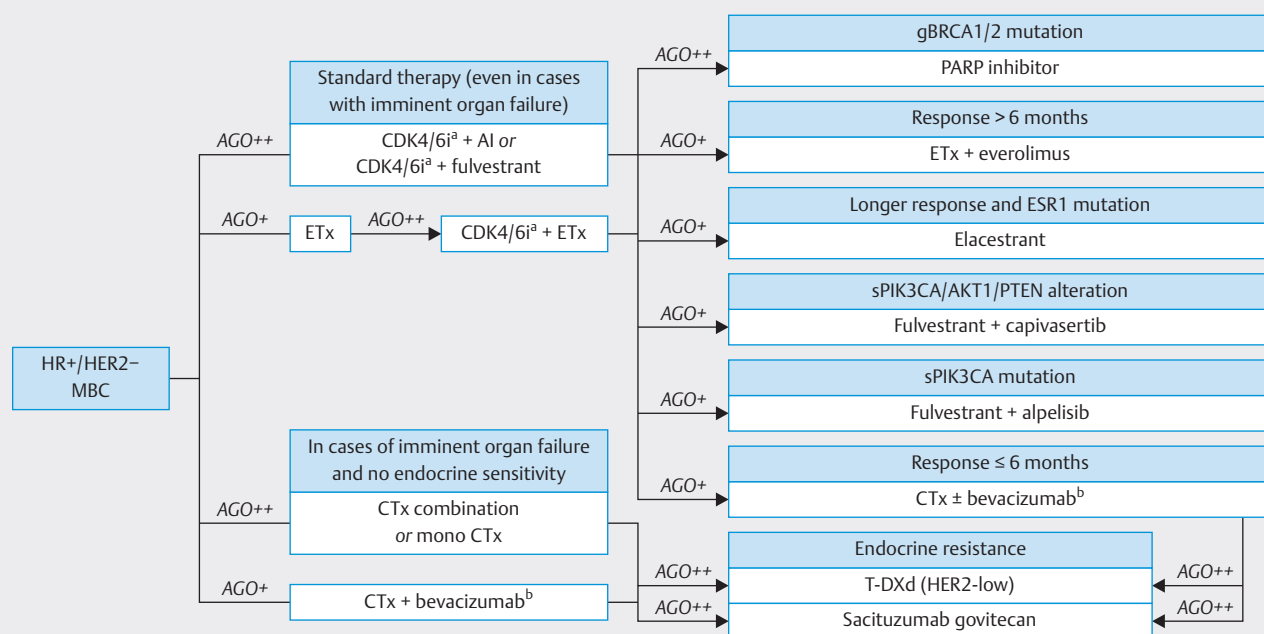 HR+/HER2−
MBC
AGO++
Standard therapy (even in cases
with imminent organ failure)
CDK4/6iᵃ + AI or
CDK4/6iᵃ + fulvestrant
AGO+
ETx
AGO++
CDK4/6iᵃ + ETx
AGO++
In cases of imminent organ failure
and no endocrine sensitivity
CTx combination
or mono CTx
AGO+
CTx + bevacizumabᵇ
AGO++
gBRCA1/2 mutation
PARP inhibitor
AGO+
Response > 6 months
ETx + everolimus
AGO+
Longer response and ESR1 mutation
Elacestrant
AGO+
sPIK3CA/AKT1/PTEN alteration
Fulvestrant + capivasertib
AGO+
sPIK3CA mutation
Fulvestrant + alpelisib
AGO+
Response ≤ 6 months
CTx ± bevacizumabᵇ
Endocrine resistance
AGO++
T-DXd (HER2-low)
AGO++
AGO++
Sacituzumab govitecan
AGO++